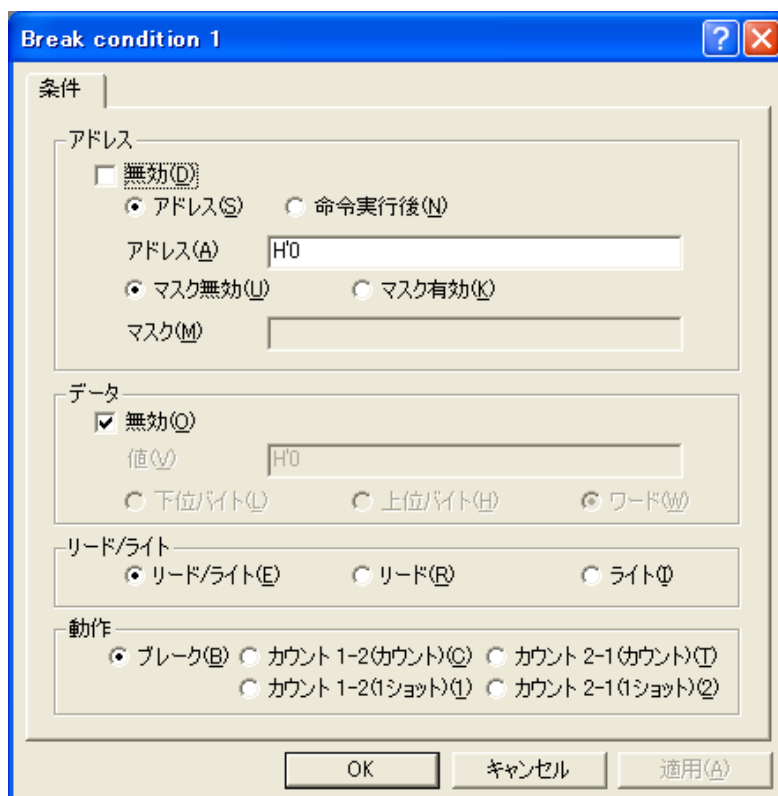 Break condition 1
条件
アドレス
無効(D)
アドレス(S) 命令実行後(N)
アドレス(A) H'0
マスク無効(U) マスク有効(K)
マスク(M)
データ
無効(O)
値(V) H'0
下位バイト(L) 上位バイト(H) ワード(W)
リード/ライト
リード/ライト(E) リード(R) ライト(I)
動作
ブレーク(B) カウント 1-2(カウント)(C) カウント 2-1(カウント)(T)
カウント 1-2(1ショット)(1) カウント 2-1(1ショット)(2)
OK キャンセル 適用(A)